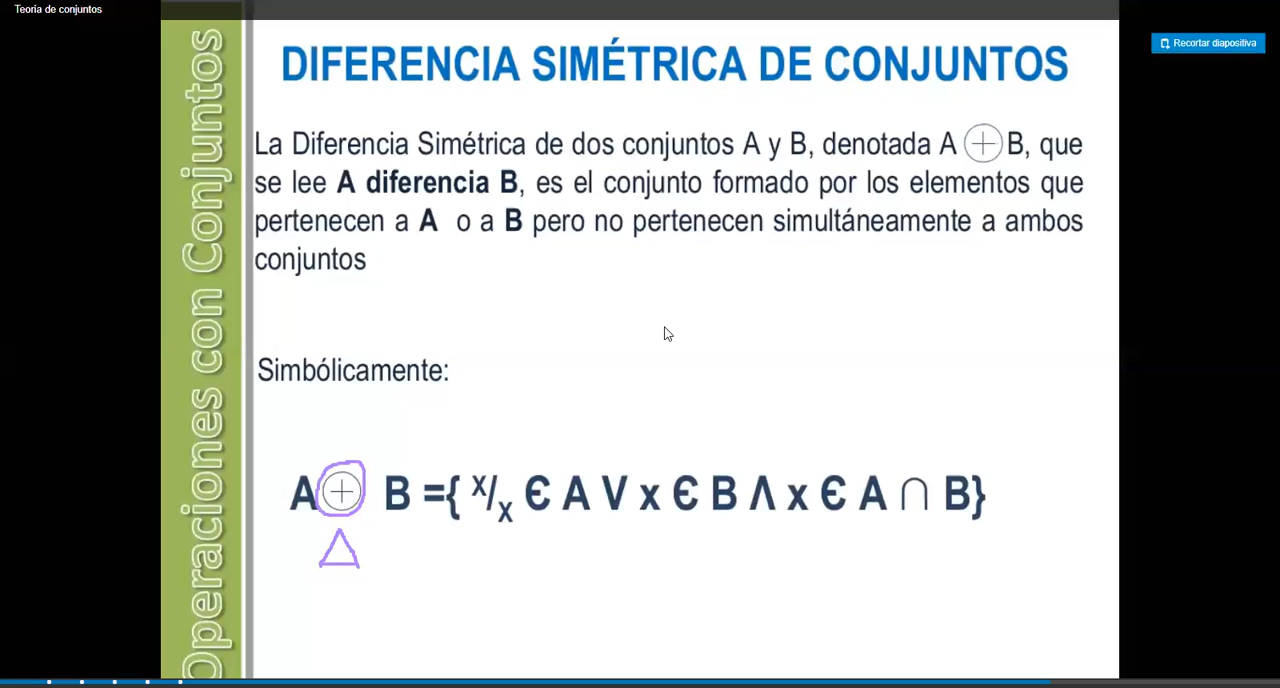 Teoria de conjuntos
Recortar diapositiva
Operaciones con Conjuntos
DIFERENCIA SIMÉTRICA DE CONJUNTOS
La Diferencia Simétrica de dos conjuntos A y B, denotada A ⊕ B, que
se lee A diferencia B, es el conjunto formado por los elementos que
pertenecen a A o a B pero no pertenecen simultáneamente a ambos
conjuntos
Simbólicamente:
A ⊕ B ={ x/x Є A V x Є B Λ x Є A ∩ B}
Δ